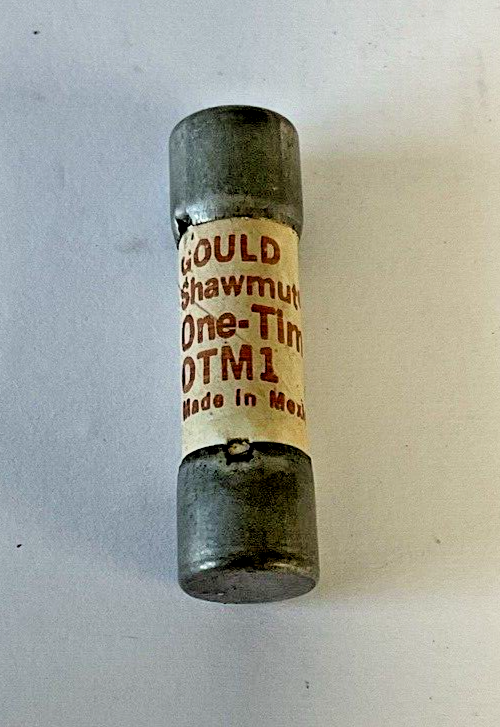 GOULD
Shawmut
One-Tim
OTM1
Made in Mexi